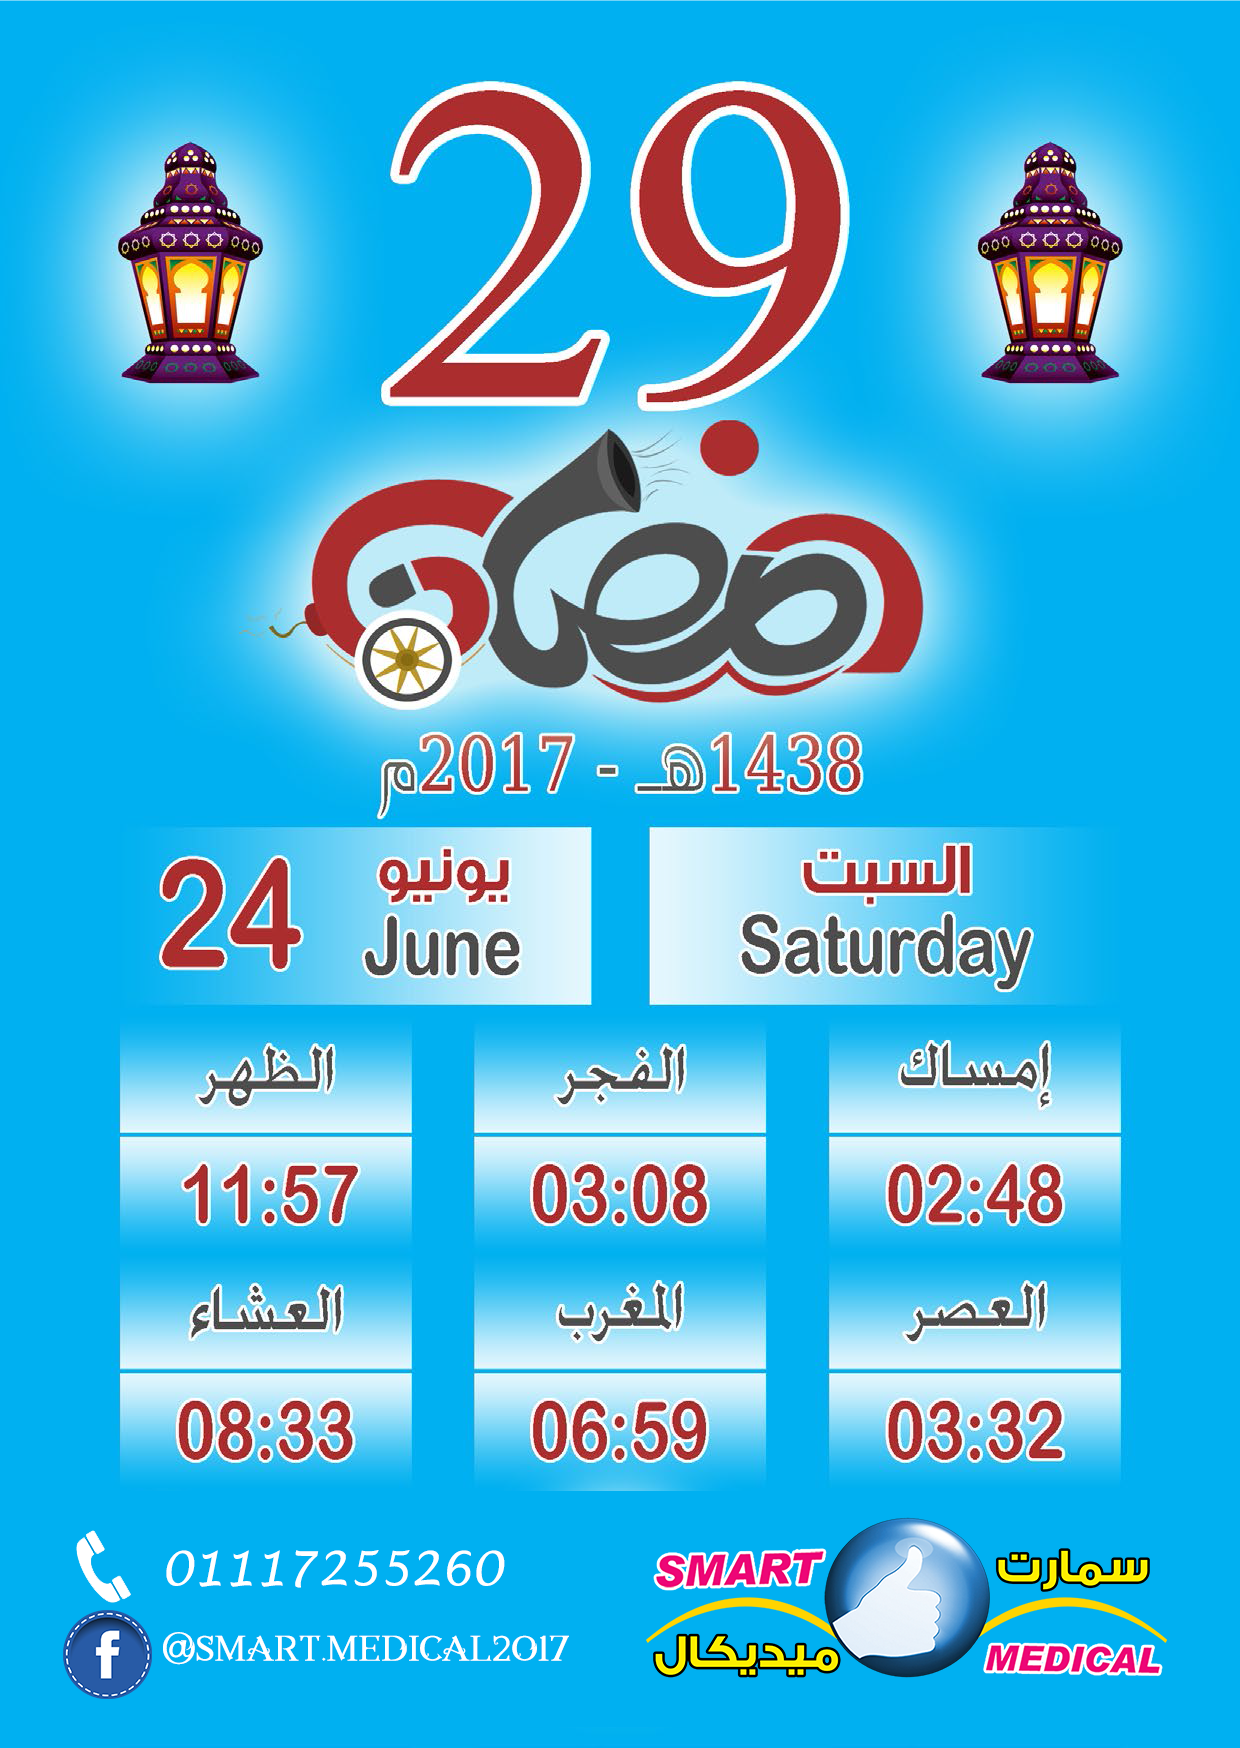 29
رمضان
1438هـ - 2017م
السبت
Saturday
يونيو
June
24
إمساك
الفجر
الظهر
02:48
03:08
11:57
العصر
المغرب
العشاء
03:32
06:59
08:33
01117255260
@SMART.MEDICAL2017
SMART سمارت
ميديكال MEDICAL